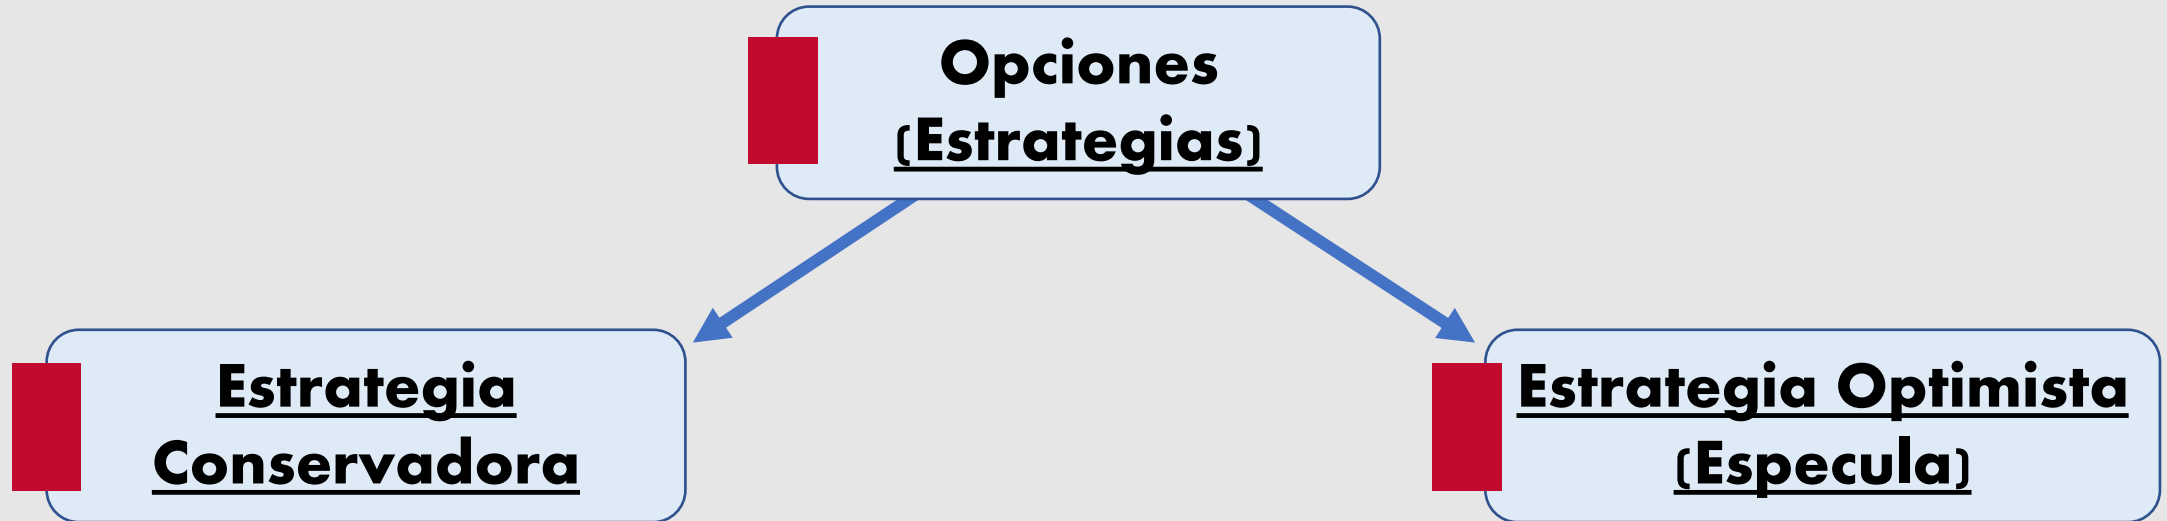 Opciones
(Estrategias)
Estrategia
Conservadora
Estrategia Optimista
(Especula)